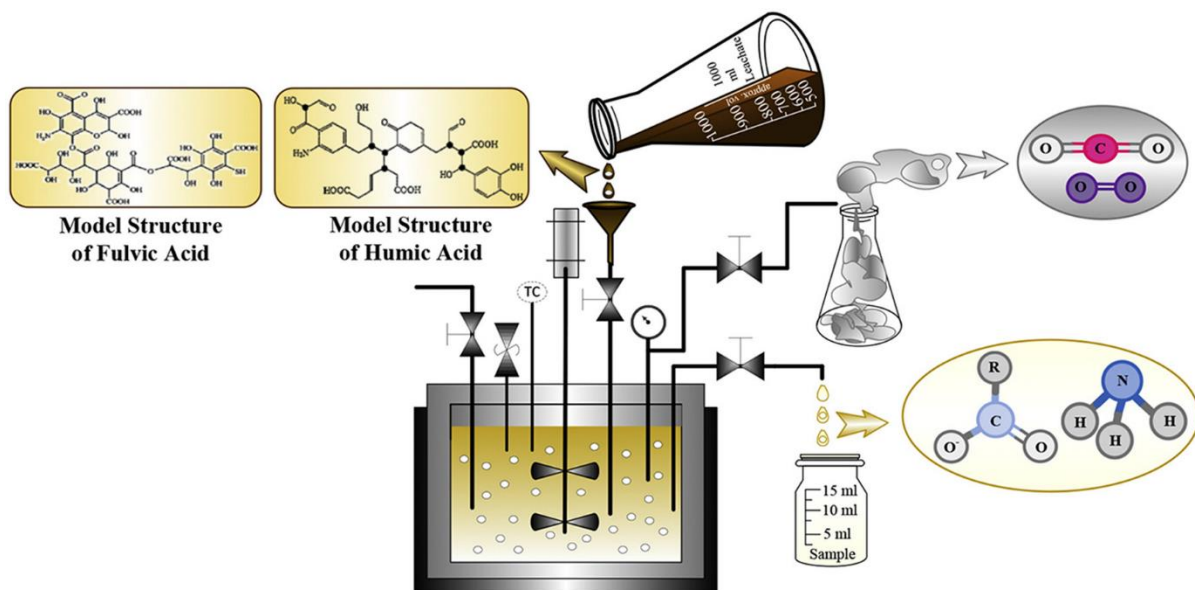 Model Structure
of Fulvic Acid
Model Structure
of Humic Acid
Leachate
1000
ml
approx. vol
1000
900
800
700
600
500
TC
O C O
O O
R
C
O- O
N
H H H
15 ml
10 ml
5 ml
Sample